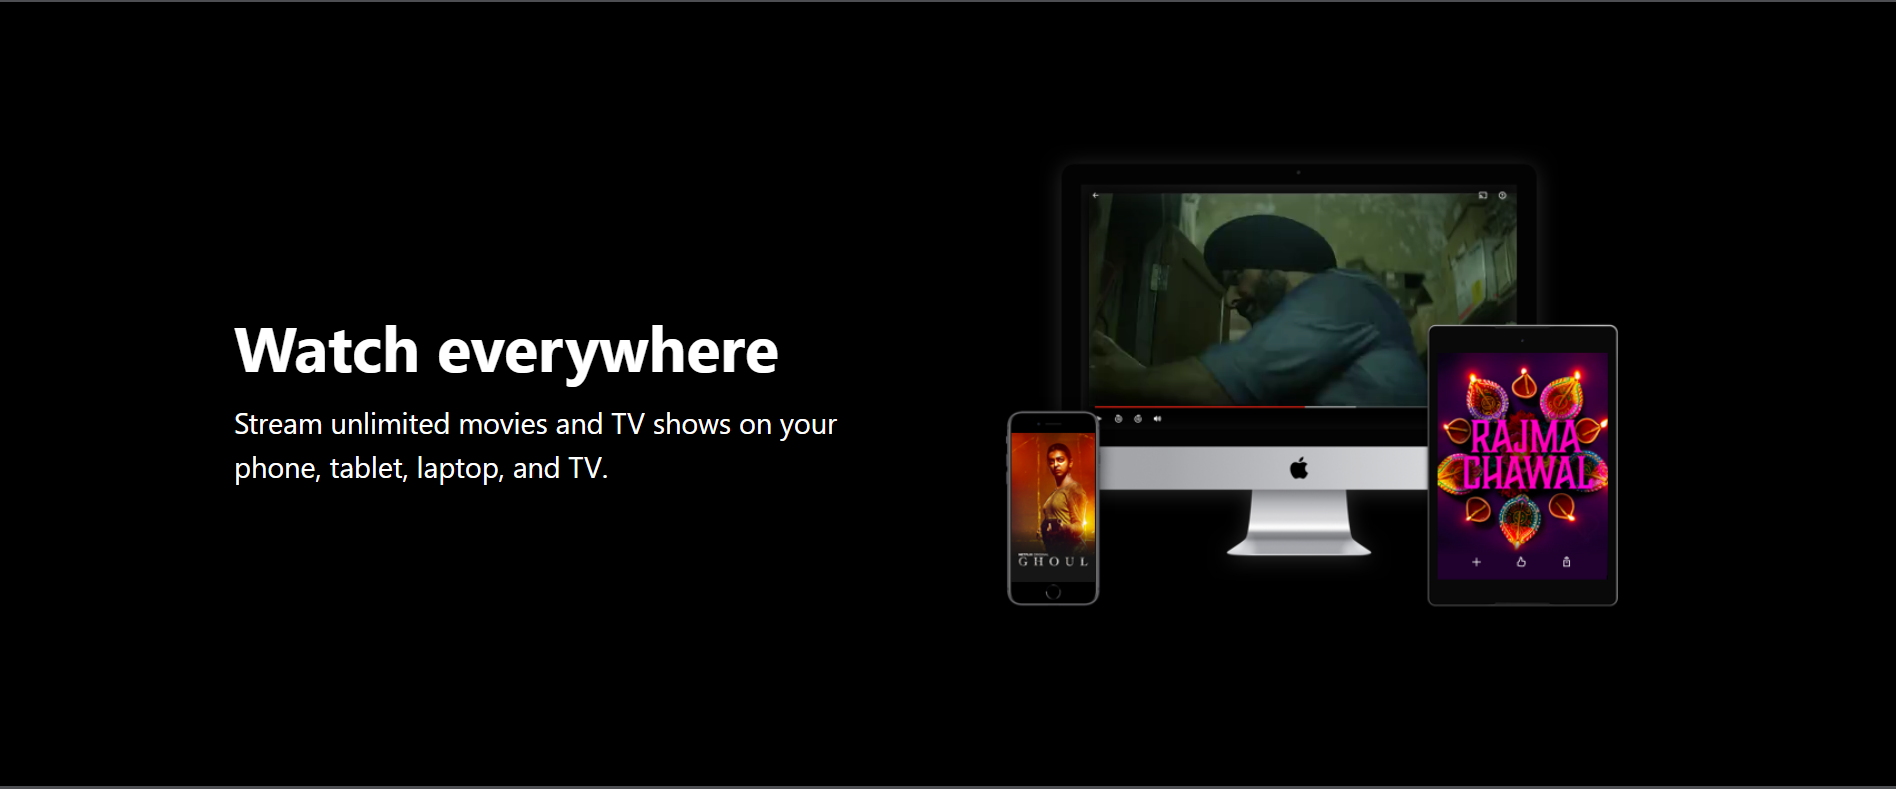 Watch everywhere
Stream unlimited movies and TV shows on your
phone, tablet, laptop, and TV.
GHOUL
RAJMA
CHAWAL